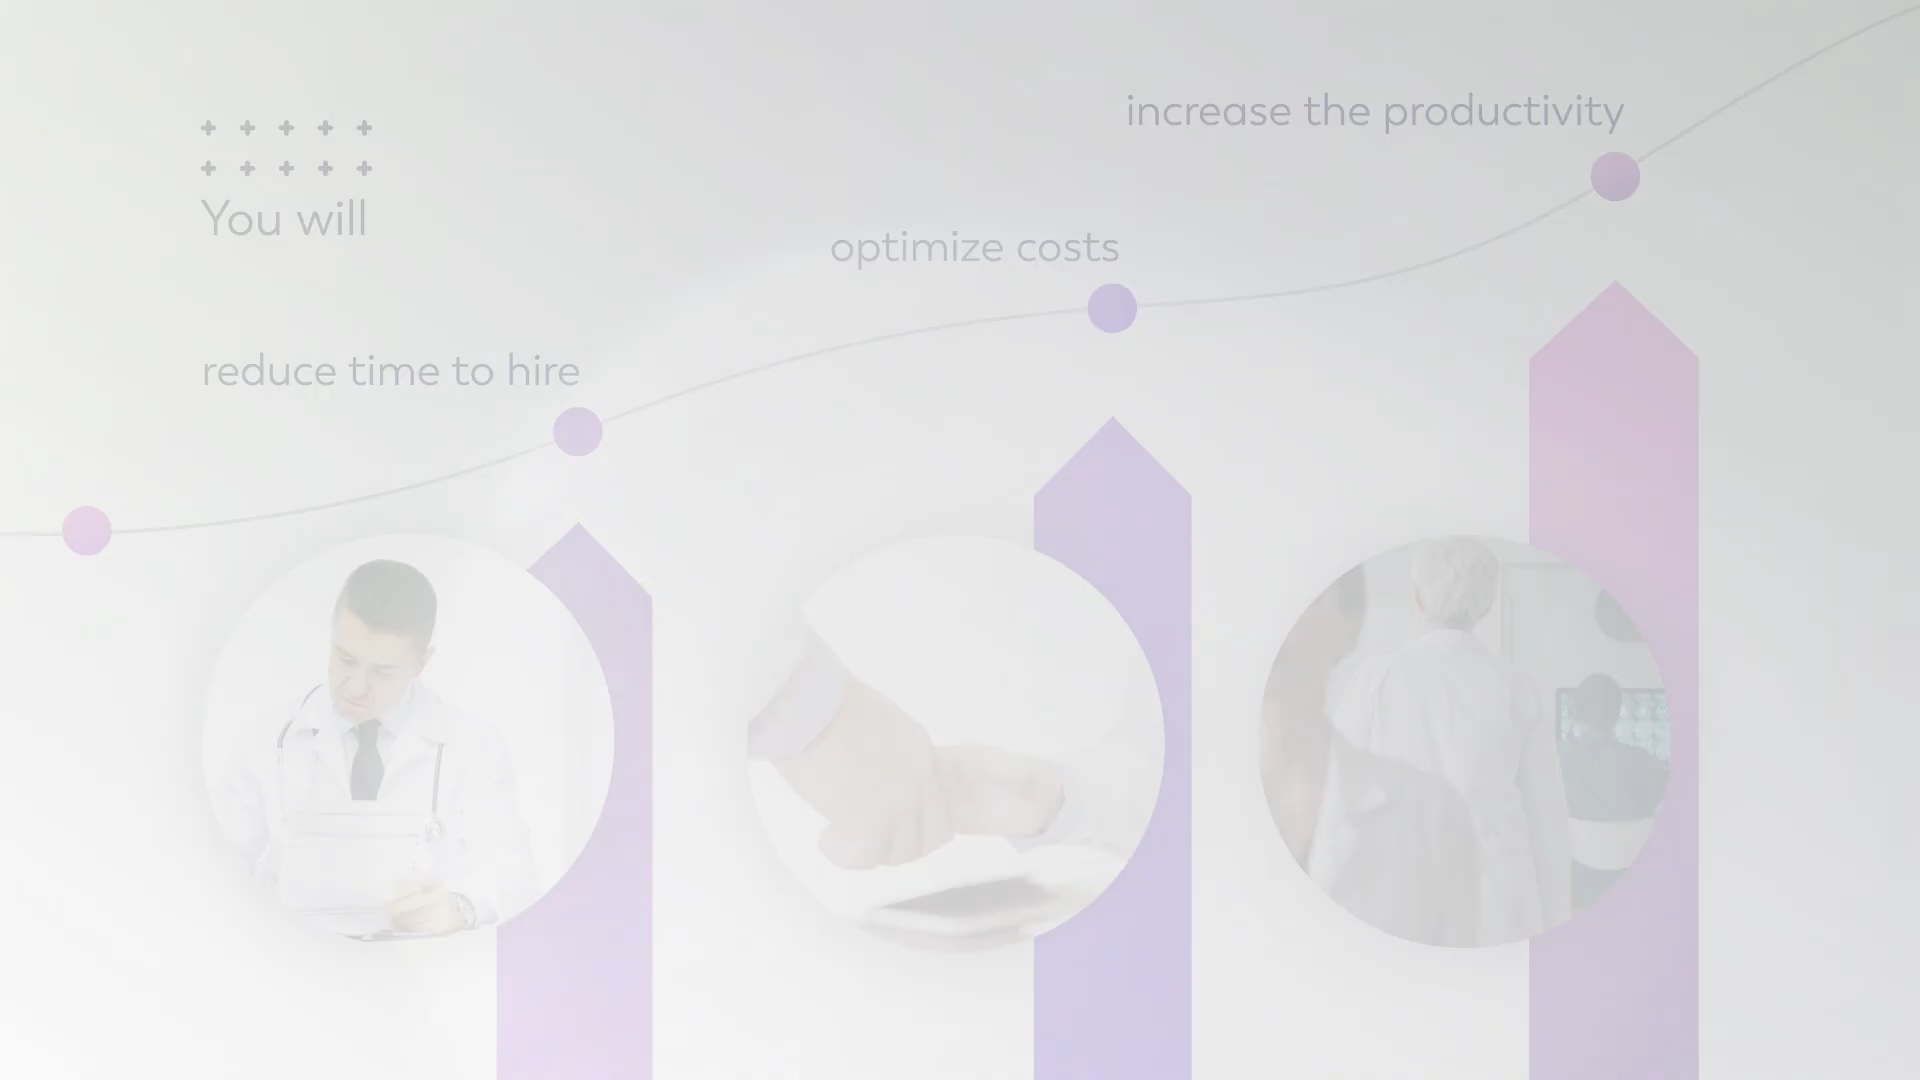 You will
reduce time to hire
optimize costs
increase the productivity